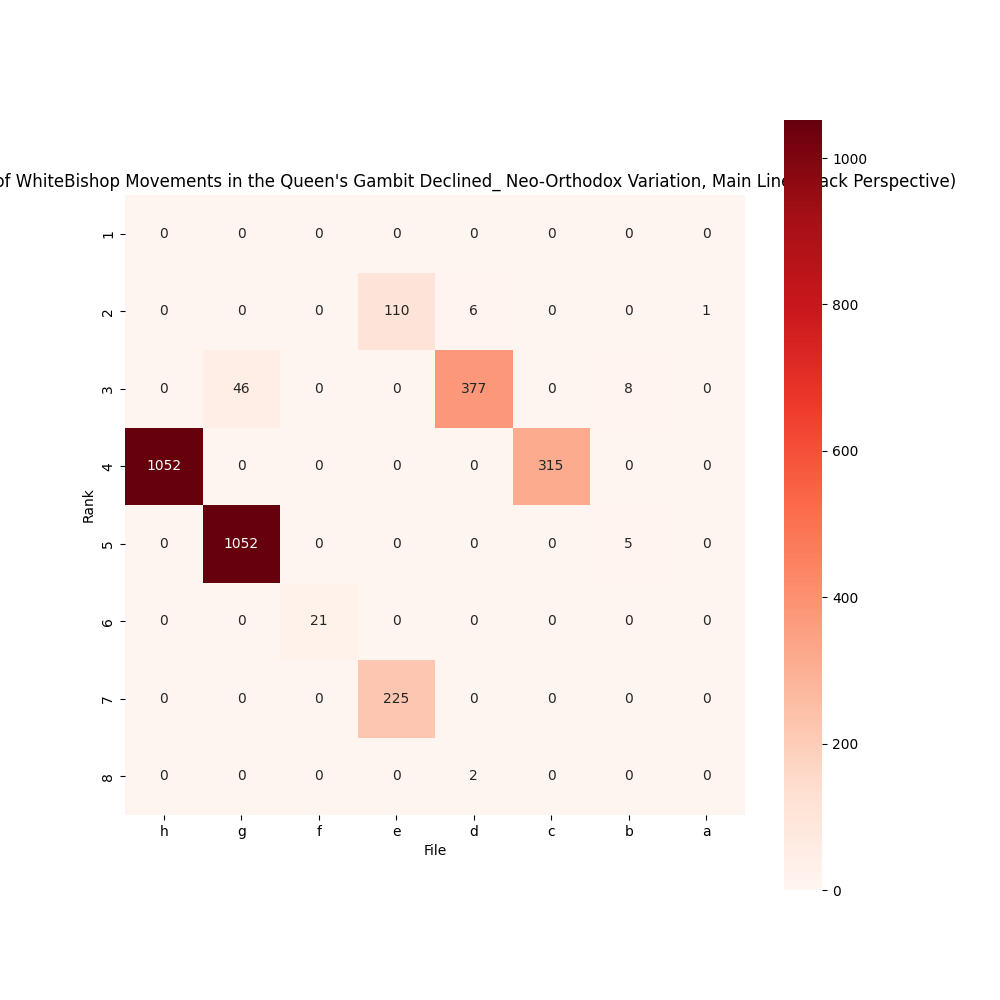 of WhiteBishop Movements in the Queen's Gambit Declined_ Neo-Orthodox Variation, Main Line Perspective)
1000
800
600
400
200
0
Rank
1 0 0 0 0 0 0 0 0
2 0 0 0 110 6 0 0 1
3 0 46 0 0 377 0 8 0
4 1052 0 0 0 0 315 0 0
5 0 1052 0 0 0 0 5 0
6 0 0 21 0 0 0 0 0
7 0 0 0 225 0 0 0 0
8 0 0 0 0 2 0 0 0
h g f e d c b a
File